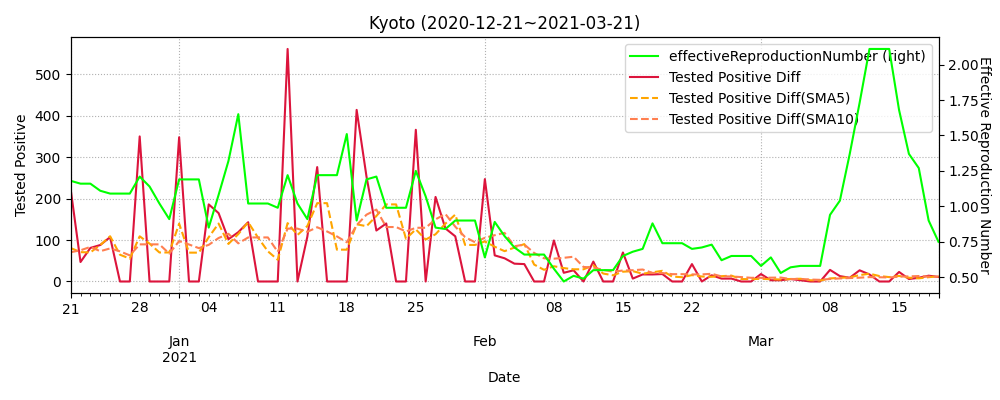 Kyoto (2020-12-21~2021-03-21)
effectiveReproductionNumber (right)
Tested Positive Diff
Tested Positive Diff(SMA5)
Tested Positive Diff(SMA10)
Tested Positive
500
400
300
200
100
0
Effective Reproduction Number
2.00
1.75
1.50
1.25
1.00
0.75
0.50
21 28 04 11 18 25 08 15 22 08 15
Jan Feb Mar
2021
Date